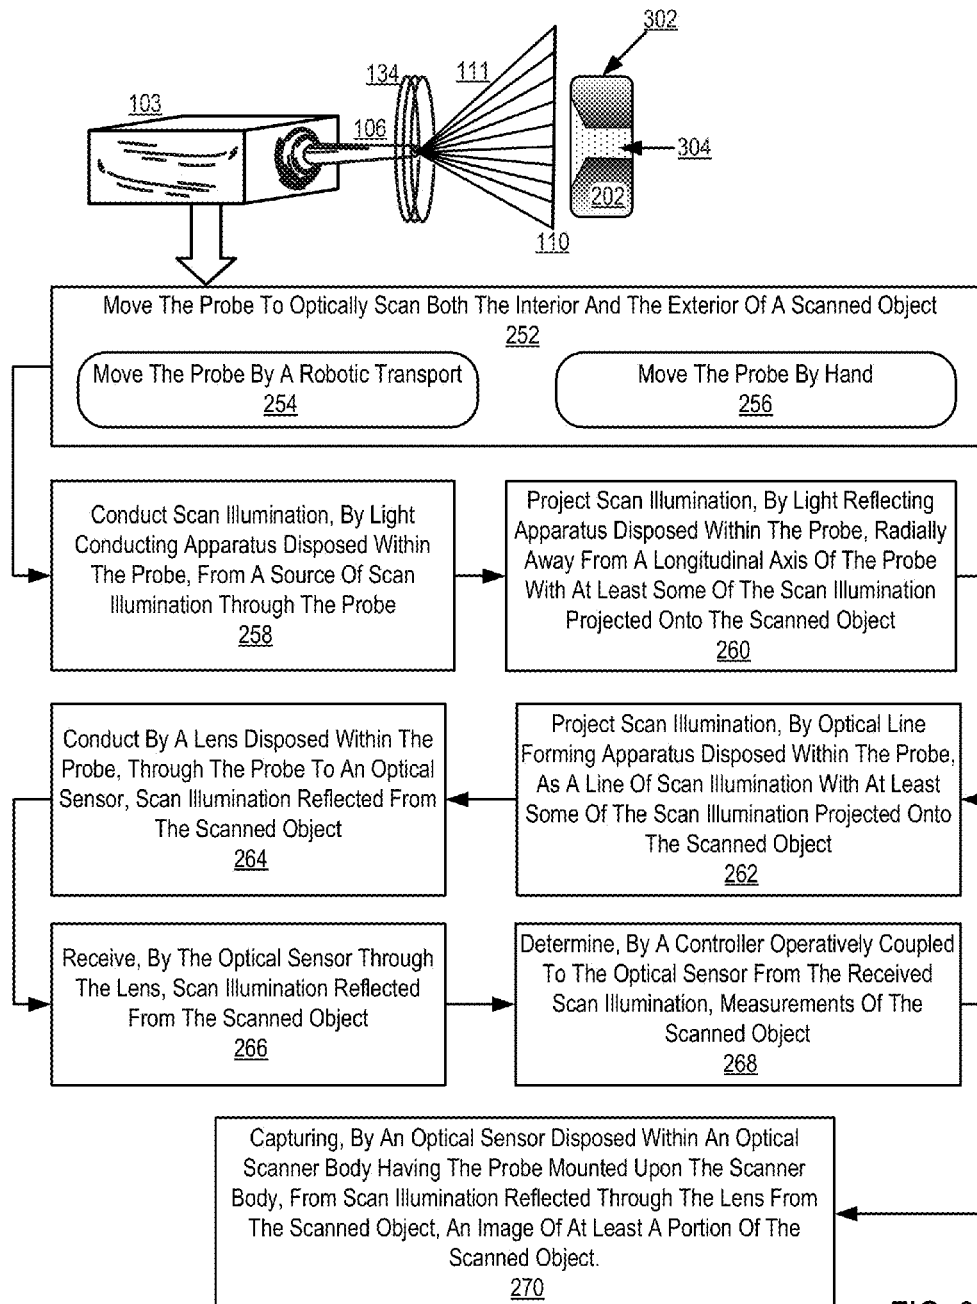 302
134
111
103
106
304
202
110
Move The Probe To Optically Scan Both The Interior And The Exterior Of A Scanned Object
252
Move The Probe By A Robotic Transport
254
Move The Probe By Hand
256
Conduct Scan Illumination, By Light
Conducting Apparatus Disposed Within
The Probe, From A Source Of Scan
Illumination Through The Probe
258
Project Scan Illumination, By Light Reflecting
Apparatus Disposed Within The Probe, Radially
Away From A Longitudinal Axis Of The Probe
With At Least Some Of The Scan Illumination
Projected Onto The Scanned Object
260
Project Scan Illumination, By Optical Line
Forming Apparatus Disposed Within The Probe,
As A Line Of Scan Illumination With At Least
Some Of The Scan Illumination Projected Onto
The Scanned Object
262
Conduct By A Lens Disposed Within The
Probe, Through The Probe To An Optical
Sensor, Scan Illumination Reflected From
The Scanned Object
264
Receive, By The Optical Sensor Through
The Lens, Scan Illumination Reflected
From The Scanned Object
266
Determine, By A Controller Operatively Coupled
To The Optical Sensor From The Received
Scan Illumination, Measurements Of The
Scanned Object
268
Capturing, By An Optical Sensor Disposed Within An Optical
Scanner Body Having The Probe Mounted Upon The Scanner
Body, From Scan Illumination Reflected Through The Lens From
The Scanned Object, An Image Of At Least A Portion Of The
Scanned Object.
270